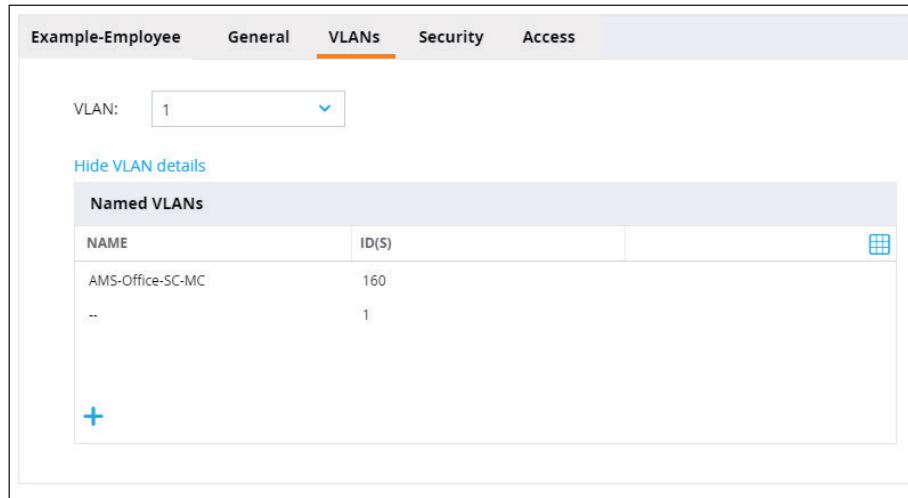 Example-Employee General VLANs Security Access
VLAN: 1
Hide VLAN details
Named VLANs
NAME ID(S)
AMS-Office-SC-MC 160
-- 1
+